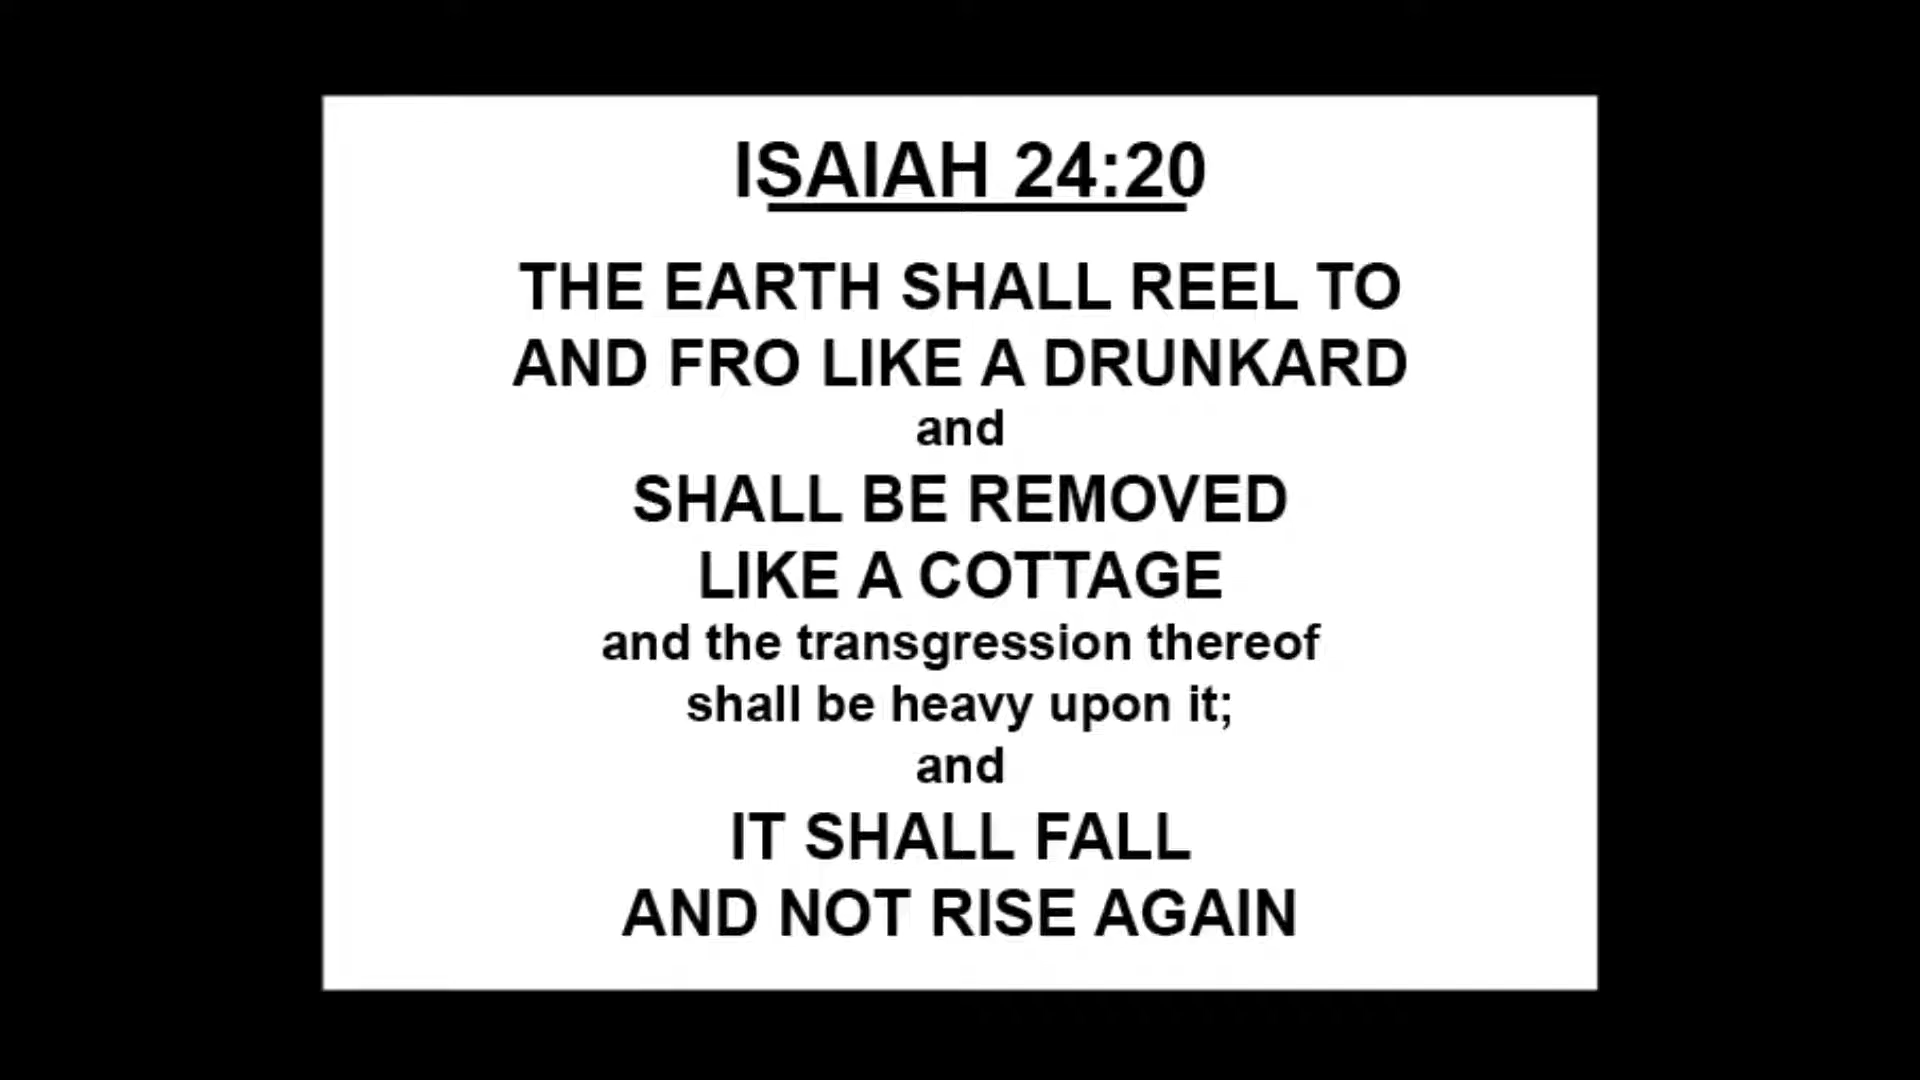 ISAIAH 24:20
THE EARTH SHALL REEL TO
AND FRO LIKE A DRUNKARD
and
SHALL BE REMOVED
LIKE A COTTAGE
and the transgression thereof
shall be heavy upon it;
and
IT SHALL FALL
AND NOT RISE AGAIN